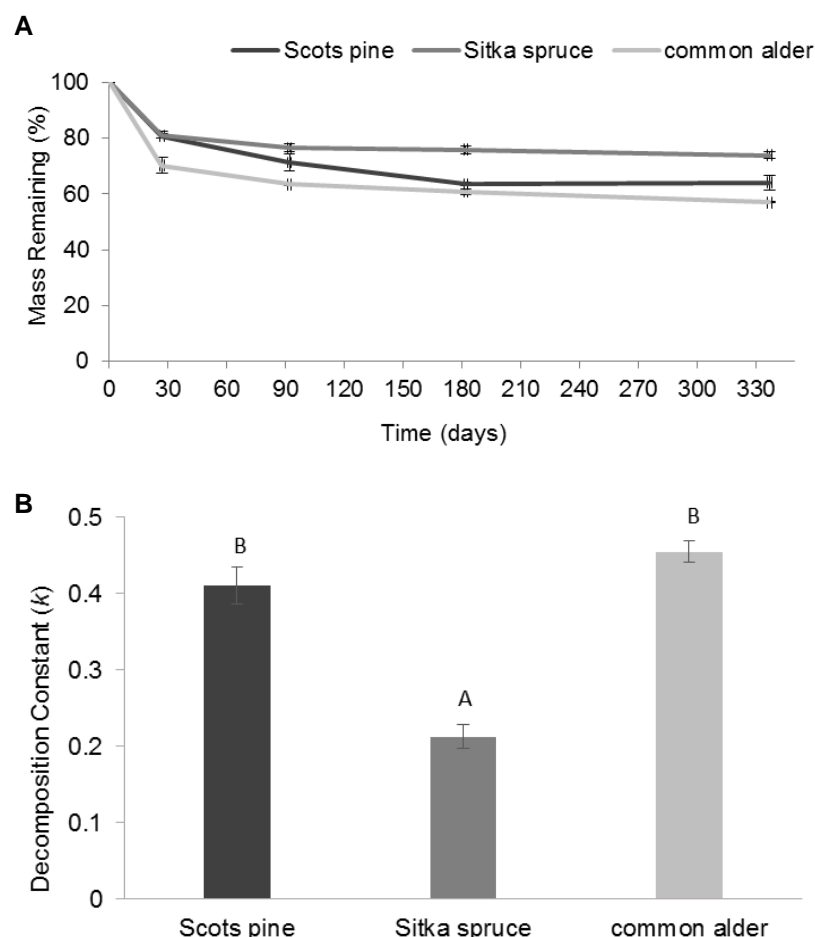 A
Scots pine Sitka spruce common alder
100
80
60
40
20
0
Mass Remaining (%)
0 30 60 90 120 150 180 210 240 270 300 330
Time (days)
B
0.5
0.4
0.3
0.2
0.1
0
Decomposition Constant (k)
B
A
B
Scots pine Sitka spruce common alder